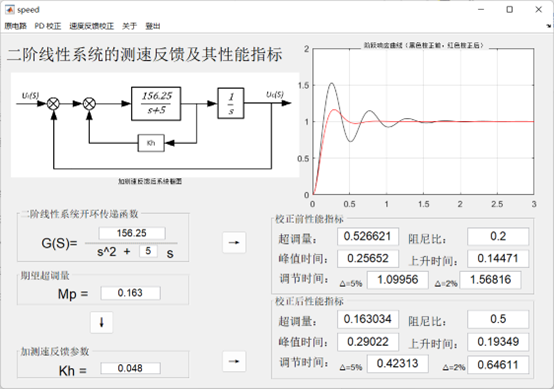 speed
原电路 PD 校正 速度反馈校正 关于 登出
二阶线性系统的测速反馈及其性能指标
Ui(S)
156.25
s+5
1
s
Uo(S)
Kh
加测速反馈后系统框图
阶跃响应曲线（黑色校正前，红色校正后）
2
1.5
1
0.5
0
0 0.5 1 1.5 2 2.5 3
二阶线性系统开环传递函数
156.25
G(S)=
s^2 + 5 s
→
期望超调量
Mp = 0.163
↓
加测速反馈参数
Kh = 0.048
→
校正前性能指标
超调量： 0.526621 阻尼比： 0.2
峰值时间： 0.25652 上升时间： 0.14471
调节时间： Δ=5% 1.09956 Δ=2% 1.56816
校正后性能指标
超调量： 0.163034 阻尼比： 0.5
峰值时间： 0.29022 上升时间： 0.19349
调节时间： Δ=5% 0.42313 Δ=2% 0.64611